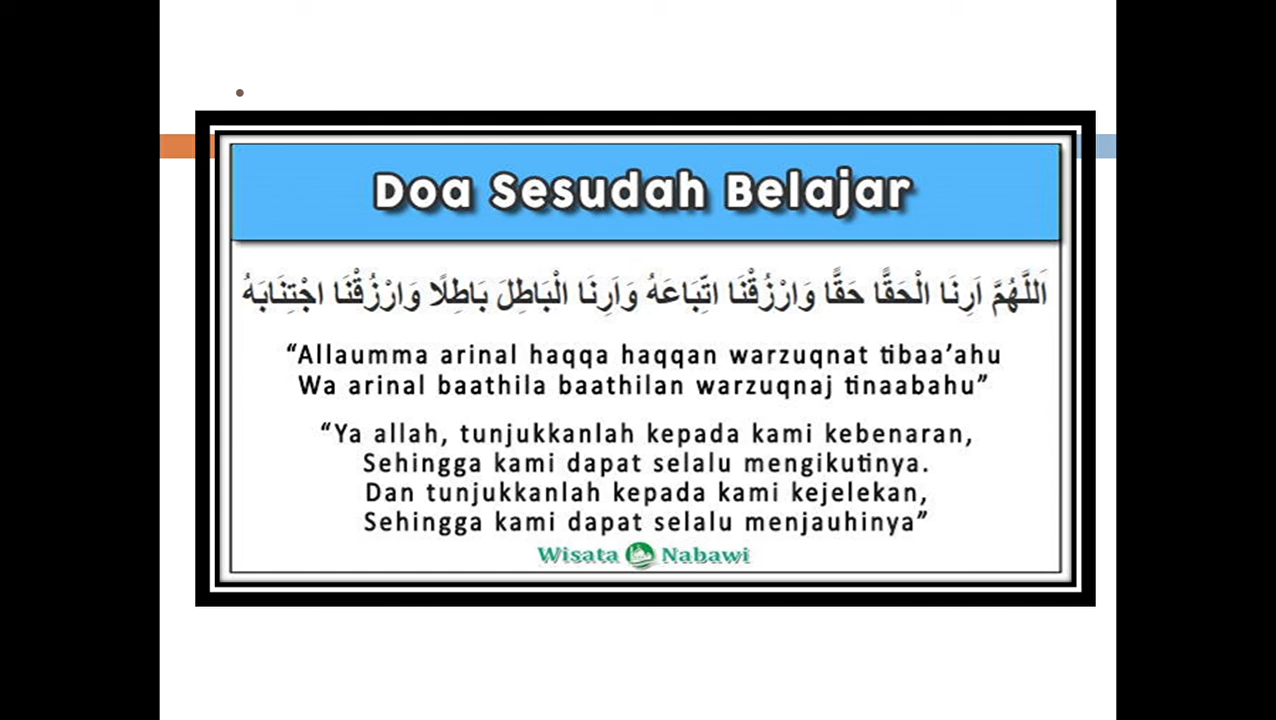 Doa Sesudah Belajar
اَللَّهُمَّ اَرِنَا الْحَقًّا حَقًّا وَارْزُقْنَا اتِّبَاعَهُ وَاَرِنَا الْبَاطِلَ بَاطِلًا وَارْزُقْنَا اجْتِنَابَهُ
“Allaumma arinal haqqa haqqan warzuqnat tibaa’ahu
Wa arinal baathila baathilan warzuqnaj tinaabahu”
“Ya allah, tunjukkanlah kepada kami kebenaran,
Sehingga kami dapat selalu mengikutinya.
Dan tunjukkanlah kepada kami kejelekan,
Sehingga kami dapat selalu menjauhinya”
Wisata Nabawi